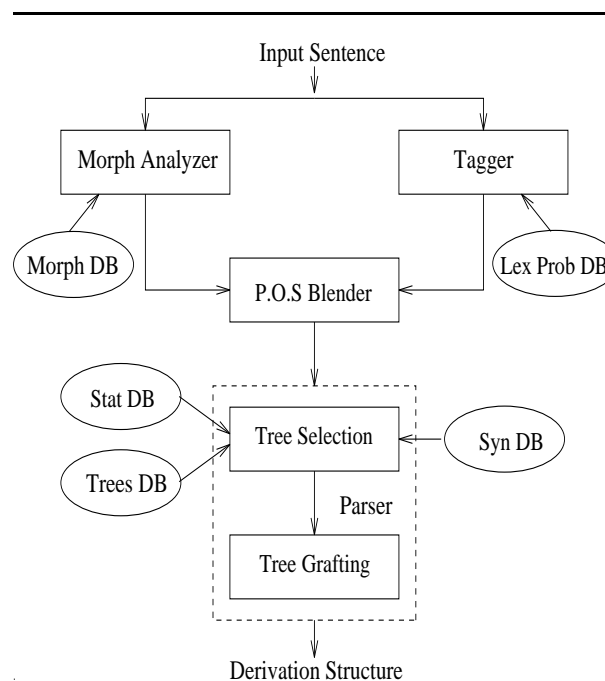 Input Sentence
Morph Analyzer
Tagger
Morph DB
Lex Prob DB
P.O.S Blender
Stat DB
Tree Selection
Syn DB
Trees DB
Parser
Tree Grafting
Derivation Structure